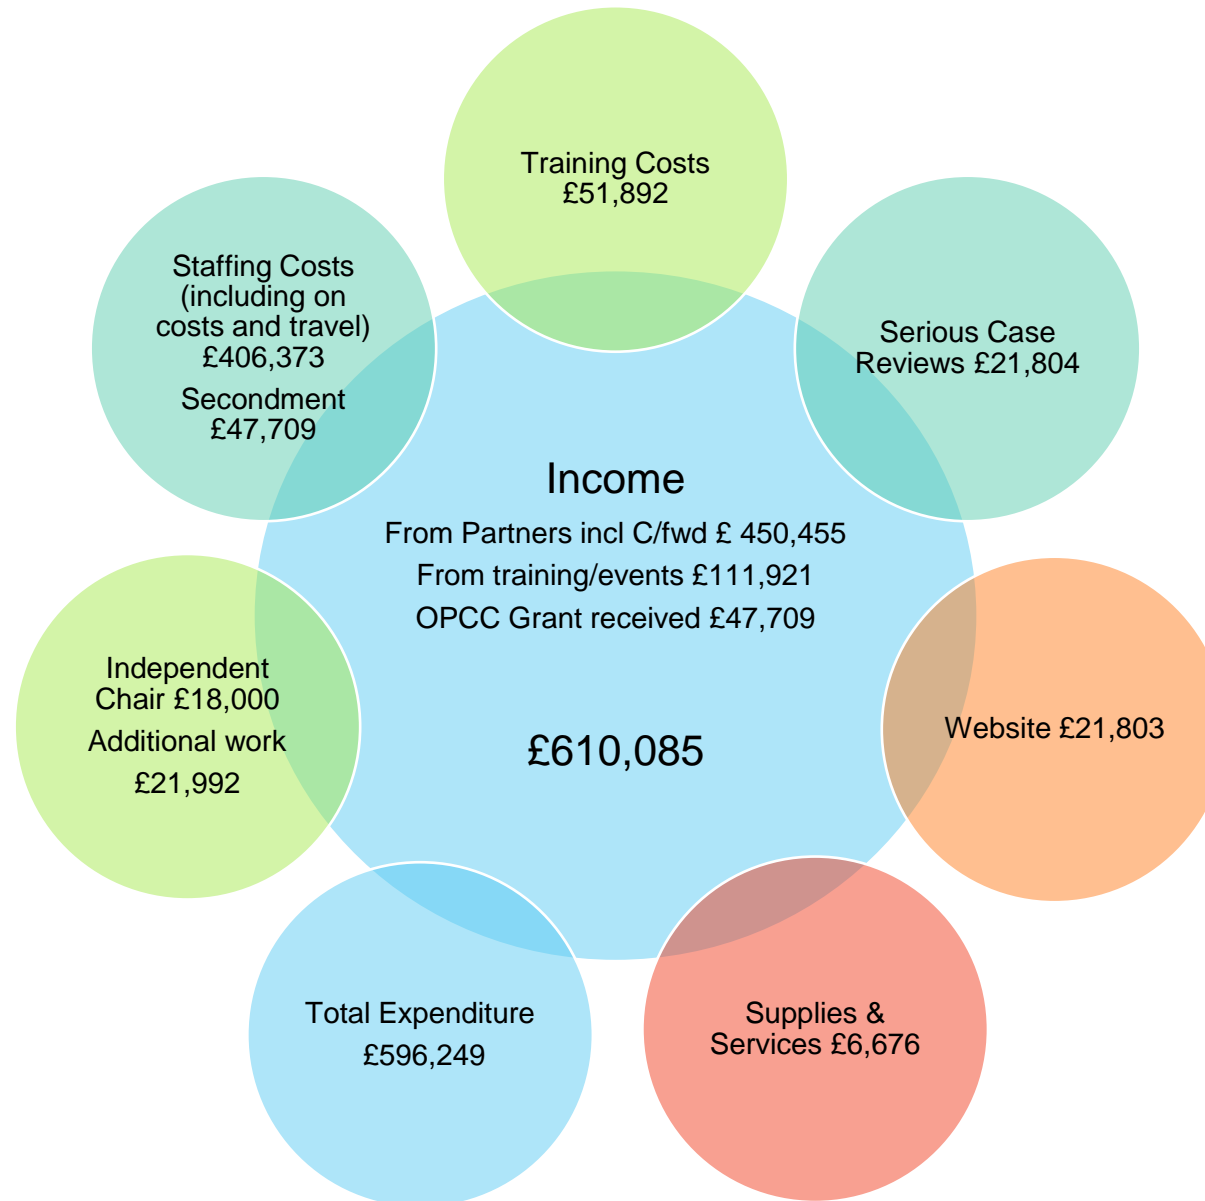 Training Costs
£51,892
Staffing Costs
(including on
costs and travel)
£406,373
Secondment
£47,709
Serious Case
Reviews £21,804
Income
From Partners incl C/fwd £ 450,455
From training/events £111,921
OPCC Grant received £47,709
£610,085
Independent
Chair £18,000
Additional work
£21,992
Website £21,803
Total Expenditure
£596,249
Supplies &
Services £6,676